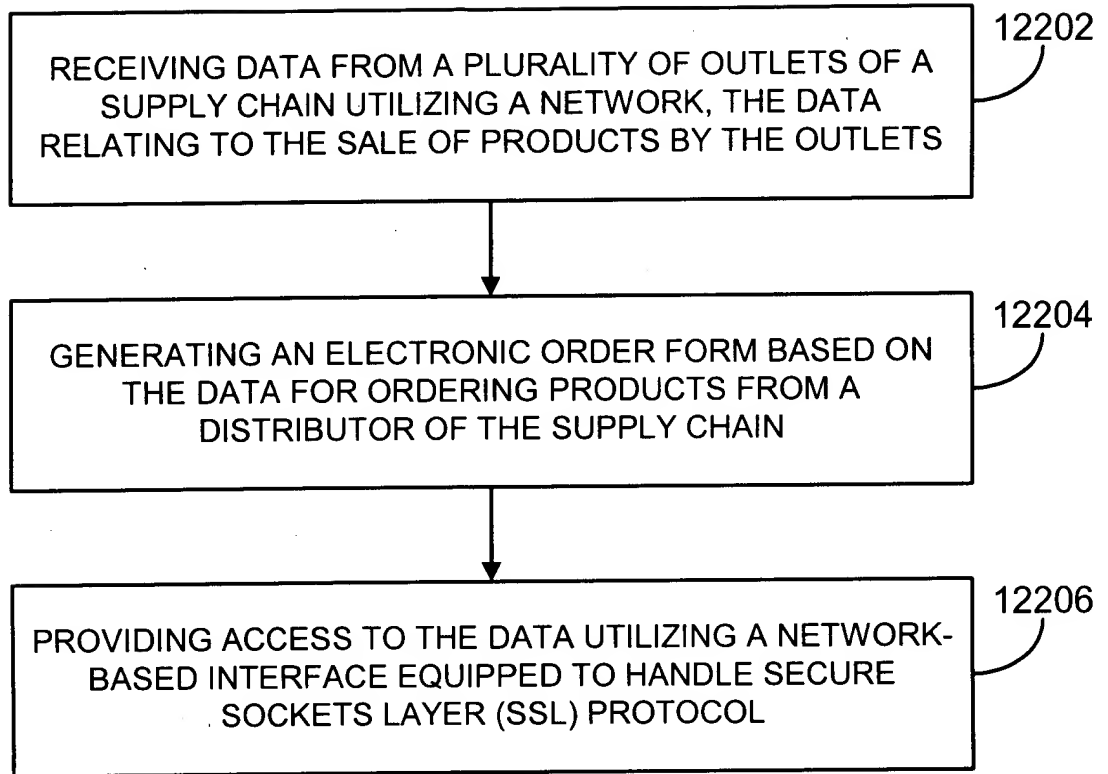 12202
RECEIVING DATA FROM A PLURALITY OF OUTLETS OF A
SUPPLY CHAIN UTILIZING A NETWORK, THE DATA
RELATING TO THE SALE OF PRODUCTS BY THE OUTLETS
12204
GENERATING AN ELECTRONIC ORDER FORM BASED ON
THE DATA FOR ORDERING PRODUCTS FROM A
DISTRIBUTOR OF THE SUPPLY CHAIN
12206
PROVIDING ACCESS TO THE DATA UTILIZING A NETWORK-
BASED INTERFACE EQUIPPED TO HANDLE SECURE
SOCKETS LAYER (SSL) PROTOCOL